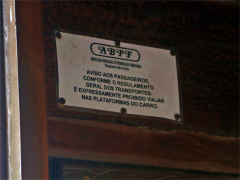 ABPF
AVISO AOS PASSAGEIROS,
CONFORME O REGULAMENTO
GERAL DOS TRANSPORTES:
É EXPRESSAMENTE PROIBIDO VIAJAR
NAS PLATAFORMAS DO CARRO.